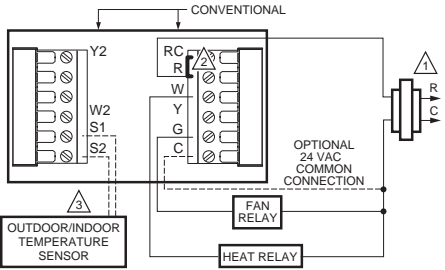 CONVENTIONAL
Y2
W2
S1
S2
RC
R
W
Y
G
C
2
1
R
C
OPTIONAL
24 VAC
COMMON
CONNECTION
3
OUTDOOR/INDOOR
TEMPERATURE
SENSOR
FAN
RELAY
HEAT RELAY